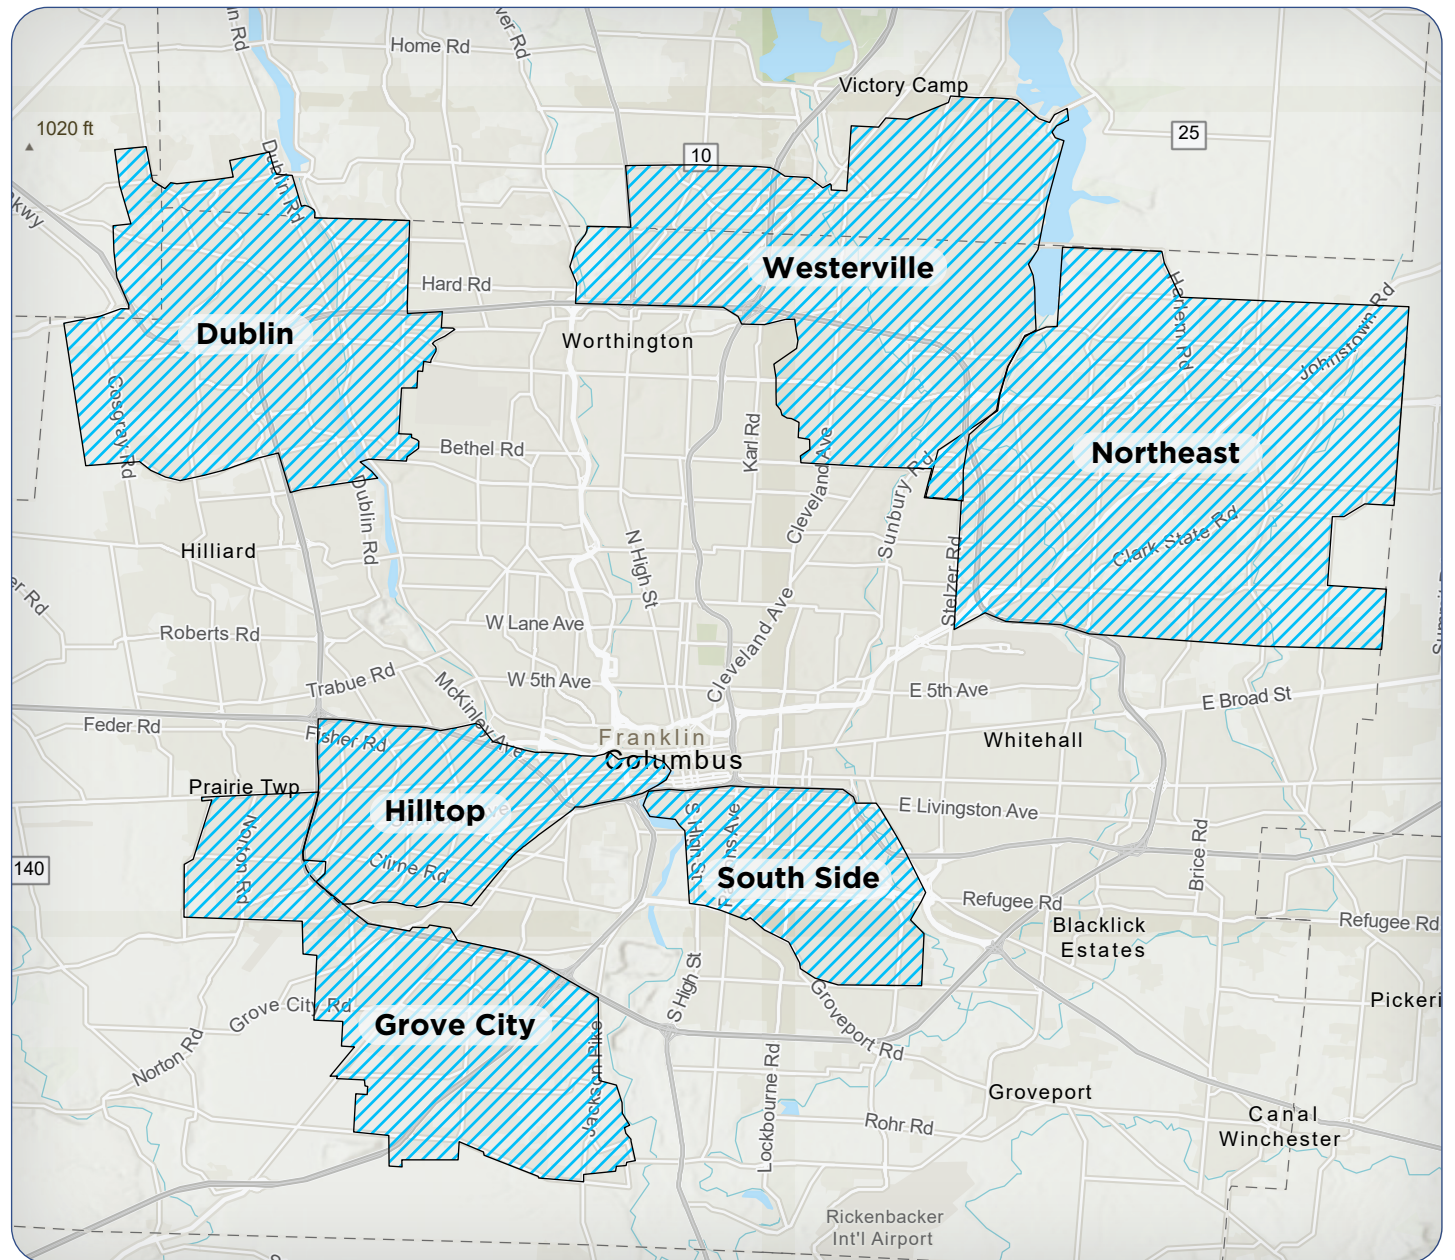 Home Rd
Victory Camp
1020 ft
25
10
Dublin Rd
kwy
Westerville
Hard Rd
Harlem Rd
Johnstown Rd
Dublin
Worthington
Cosgray Rd
Bethel Rd
Karl Rd
Cleveland Ave
Sunbury Rd
Northeast
Dublin Rd
Clark State Rd
Hilliard
N High St
Stelzer Rd
er Rd
W Lane Ave
Roberts Rd
Cleveland Ave
Trabue Rd
W 5th Ave
E 5th Ave
McKinley Ave
E Broad St
Feder Rd
Fisher Rd
Franklin
Columbus
Whitehall
Prairie Twp
Hilltop
E Livingston Ave
S High St
Norton Rd
Clime Rd
140
South Side
Brice Rd
Refugee Rd
Blacklick
Estates
Refugee Rd
S High St
Groveport Rd
Pickeri
Grove City Rd
Grove City
Norton Rd
Jackson Pike
Lockbourne Rd
Groveport
Rohr Rd
Canal
Winchester
Rickenbacker
Int'l Airport